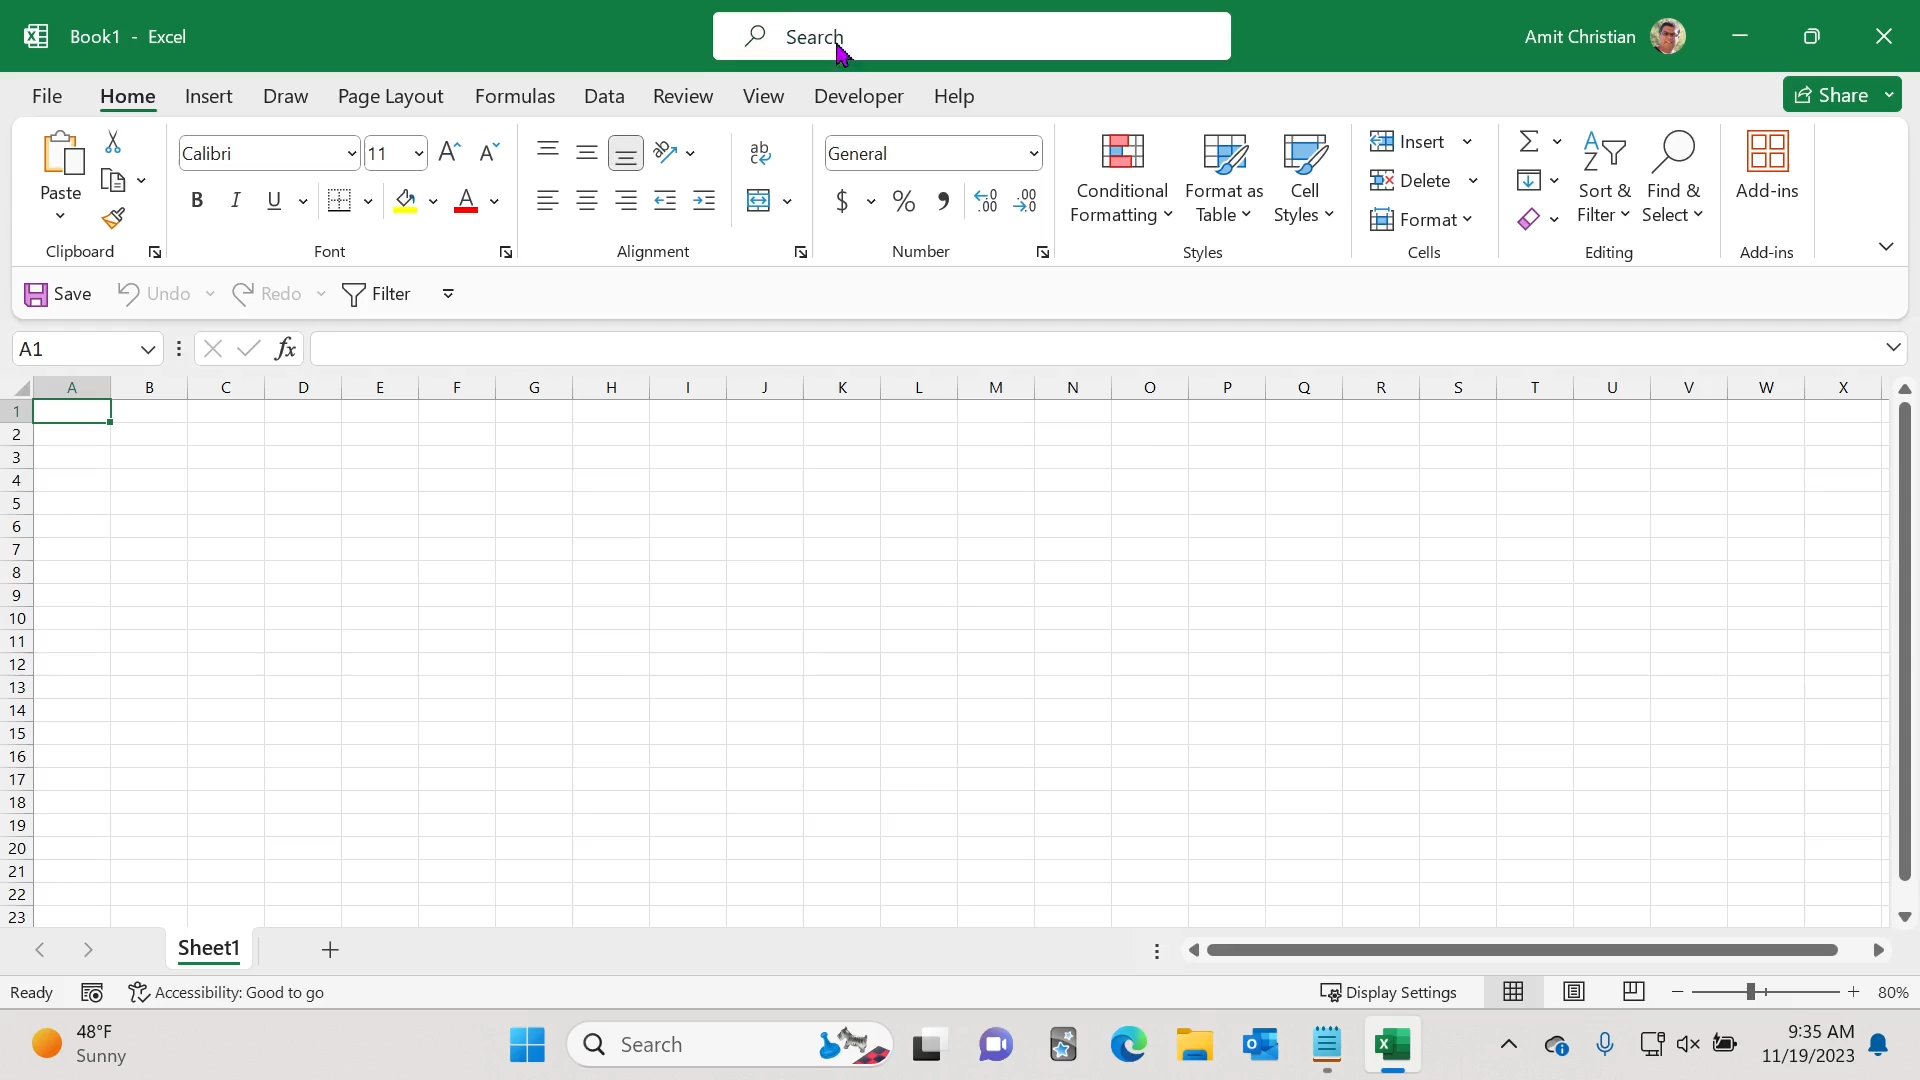 Book1 - Excel
Search
Amit Christian
File Home Insert Draw Page Layout Formulas Data Review View Developer Help
Share
Paste
Calibri 11
General
Conditional Formatting
Format as Table
Cell Styles
Insert
Delete
Format
Sort & Filter
Find & Select
Add-ins
Clipboard Font Alignment Number Styles Cells Editing Add-ins
Save Undo Redo Filter
A1 fx
A B C D E F G H I J K L M N O P Q R S T U V W X
1
2
3
4
5
6
7
8
9
10
11
12
13
14
15
16
17
18
19
20
21
22
23
Sheet1
Ready Accessibility: Good to go Display Settings 80%
48°F
Sunny
Search
9:35 AM
11/19/2023